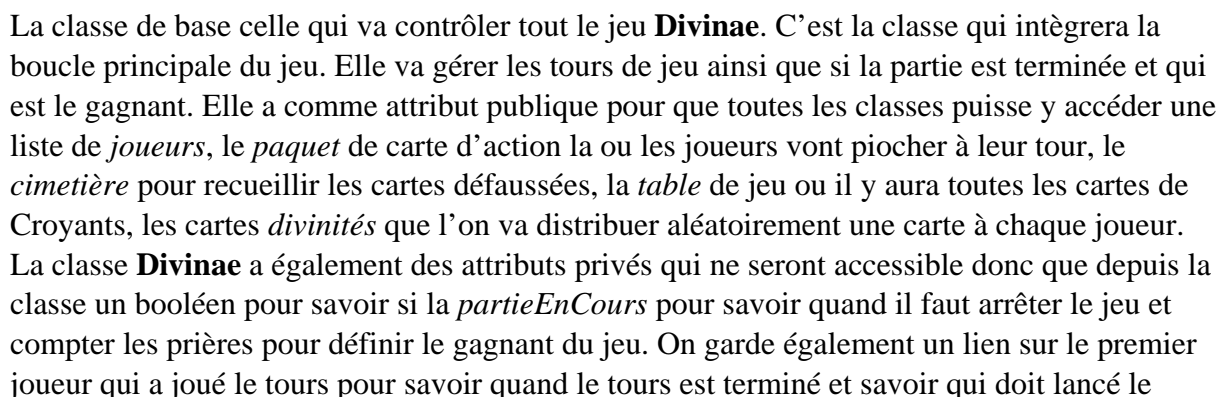 La classe de base celle qui va contrôler tout le jeu Divinae. C’est la classe qui intègrera la
boucle principale du jeu. Elle va gérer les tours de jeu ainsi que si la partie est terminée et qui
est le gagnant. Elle a comme attribut publique pour que toutes les classes puisse y accéder une
liste de joueurs, le paquet de carte d’action la ou les joueurs vont piocher à leur tour, le
cimetière pour recueillir les cartes défaussées, la table de jeu ou il y aura toutes les cartes de
Croyants, les cartes divinités que l’on va distribuer aléatoirement une carte à chaque joueur.
La classe Divinae a également des attributs privés qui ne seront accessible donc que depuis la
classe un booléen pour savoir si la partieEnCours pour savoir quand il faut arrêter le jeu et
compter les prières pour définir le gagnant du jeu. On garde également un lien sur le premier
joueur qui a joué le tours pour savoir quand le tours est terminé et savoir qui doit lancé le